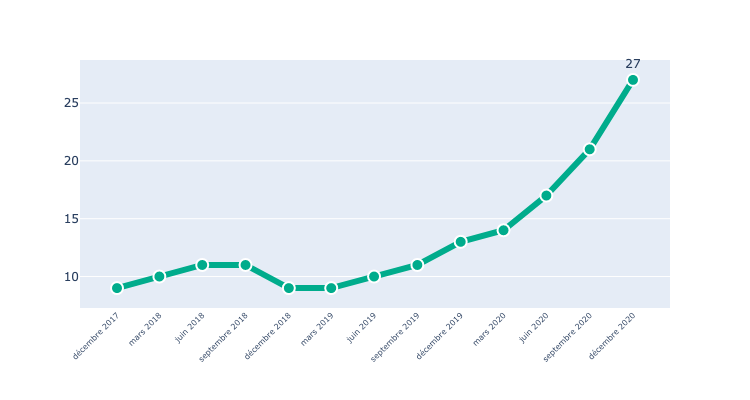 27
25
20
15
10
décembre 2017
mars 2018
juin 2018
septembre 2018
décembre 2018
mars 2019
juin 2019
septembre 2019
décembre 2019
mars 2020
juin 2020
septembre 2020
décembre 2020